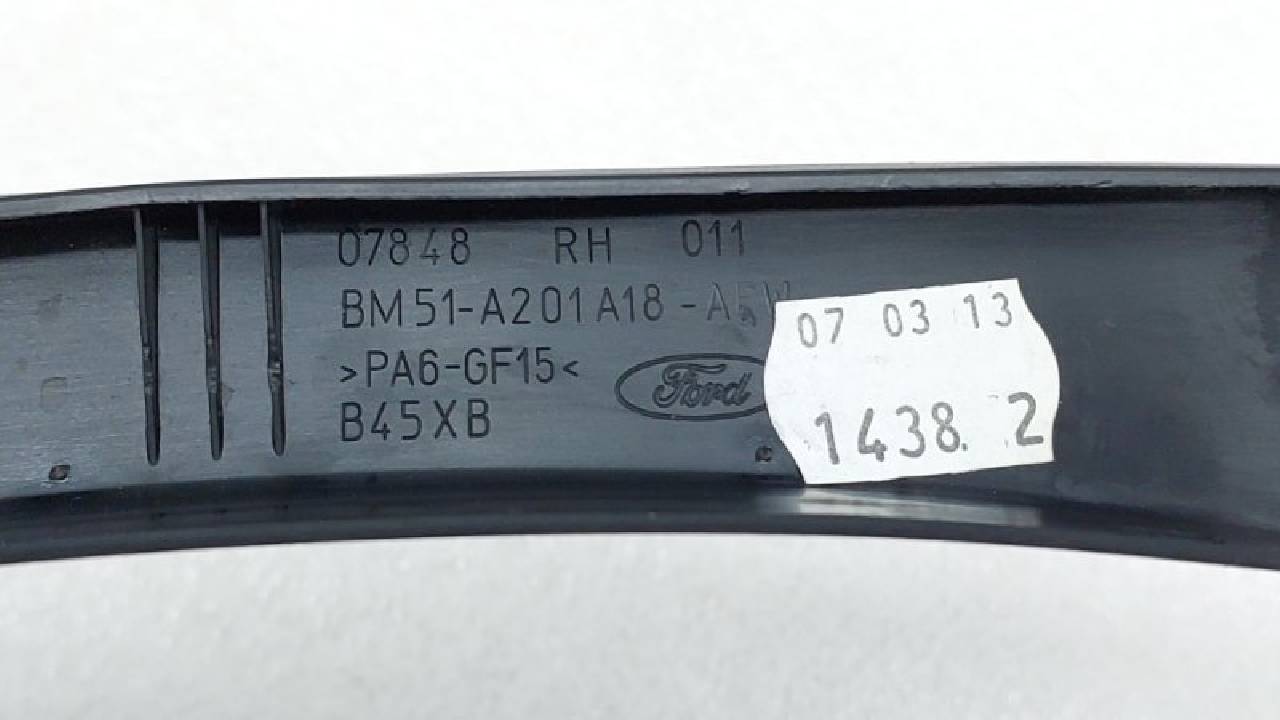 07848 RH 011
BM51-A201A18-A
>PA6-GF15<
B45XB
Ford
07 03 13
1438. 2